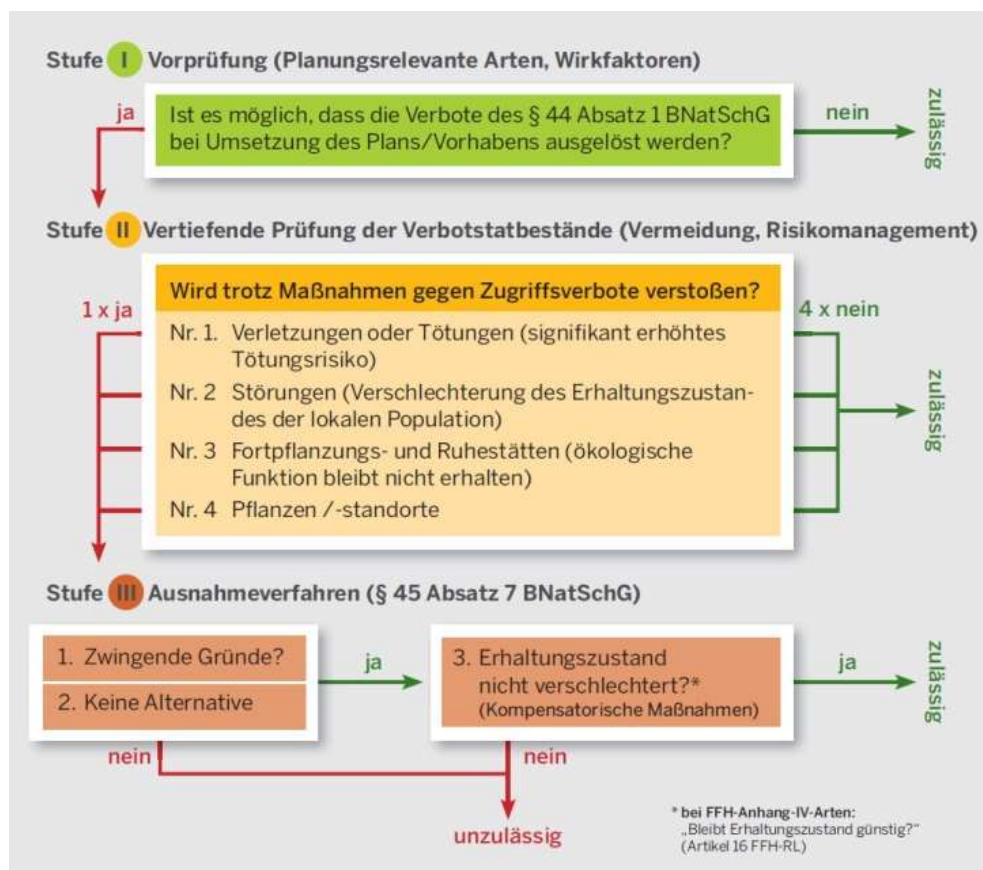 Stufe I Vorprüfung (Planungsrelevante Arten, Wirkfaktoren)
ja
Ist es möglich, dass die Verbote des § 44 Absatz 1 BNatSchG
bei Umsetzung des Plans/Vorhabens ausgelöst werden?
nein
zulässig
Stufe II Vertiefende Prüfung der Verbotstatbestände (Vermeidung, Risikomanagement)
1 x ja
Wird trotz Maßnahmen gegen Zugriffsverbote verstoßen?
4 x nein
Nr. 1. Verletzungen oder Tötungen (signifikant erhöhtes
Tötungsrisiko)
Nr. 2 Störungen (Verschlechterung des Erhaltungszustan-
des der lokalen Population)
Nr. 3 Fortpflanzungs- und Ruhestätten (ökologische
Funktion bleibt nicht erhalten)
Nr. 4 Pflanzen /-standorte
zulässig
Stufe III Ausnahmeverfahren (§ 45 Absatz 7 BNatSchG)
1. Zwingende Gründe?
2. Keine Alternative
ja
3. Erhaltungszustand
nicht verschlechtert?*
(Kompensatorische Maßnahmen)
ja
zulässig
nein
nein
unzulässig
* bei FFH-Anhang-IV-Arten:
„Bleibt Erhaltungszustand günstig?“
(Artikel 16 FFH-RL)